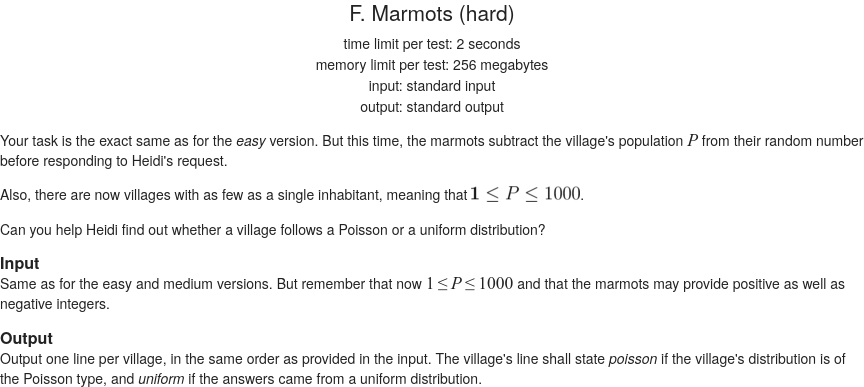 F. Marmots (hard)
time limit per test: 2 seconds
memory limit per test: 256 megabytes
input: standard input
output: standard output
Your task is the exact same as for the easy version. But this time, the marmots subtract the village's population P from their random number
before responding to Heidi's request.
Also, there are now villages with as few as a single inhabitant, meaning that 1 ≤ P ≤ 1000.
Can you help Heidi find out whether a village follows a Poisson or a uniform distribution?
Input
Same as for the easy and medium versions. But remember that now 1 ≤ P ≤ 1000 and that the marmots may provide positive as well as
negative integers.
Output
Output one line per village, in the same order as provided in the input. The village's line shall state poisson if the village's distribution is of
the Poisson type, and uniform if the answers came from a uniform distribution.